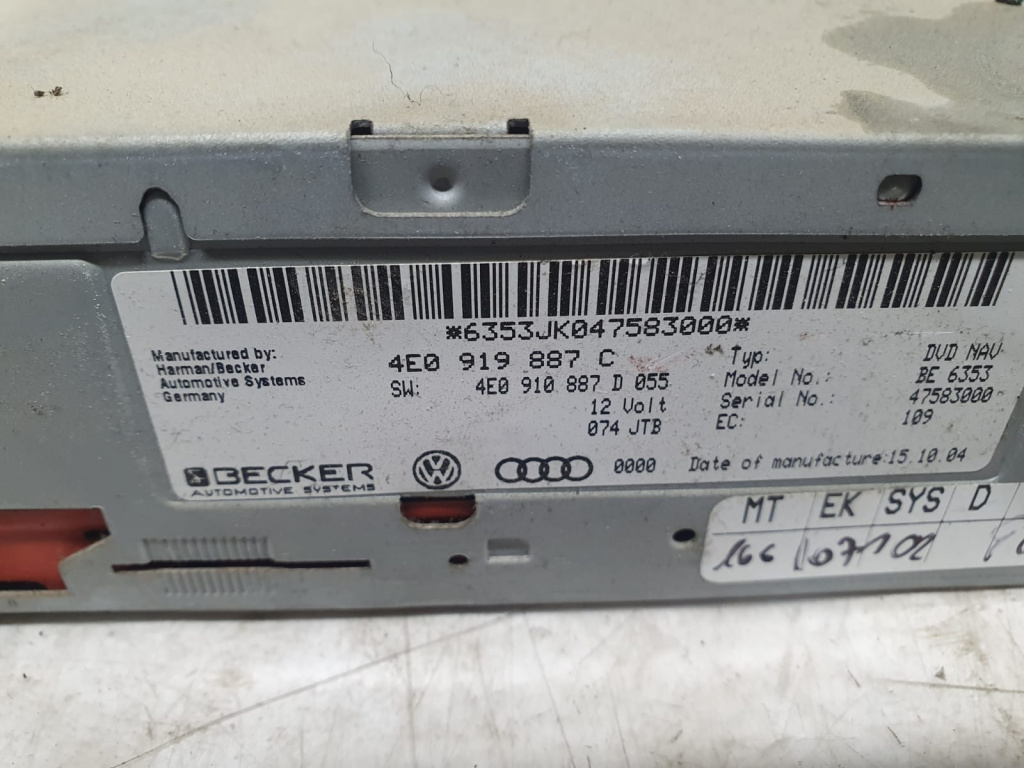 *6353JK047583000*
Manufactured by:
Harman/Becker
Automotive Systems
Germany
4E0 919 887 C
SW: 4E0 910 887 D 055
12 Volt
074 JTB
Typ: DVD NAV
Model No.: BE 6353
Serial No.: 47583000
EC: 109
BECKER
AUTOMOTIVE SYSTEMS
0000
Date of manufacture:15.10.04
MT EK SYS D